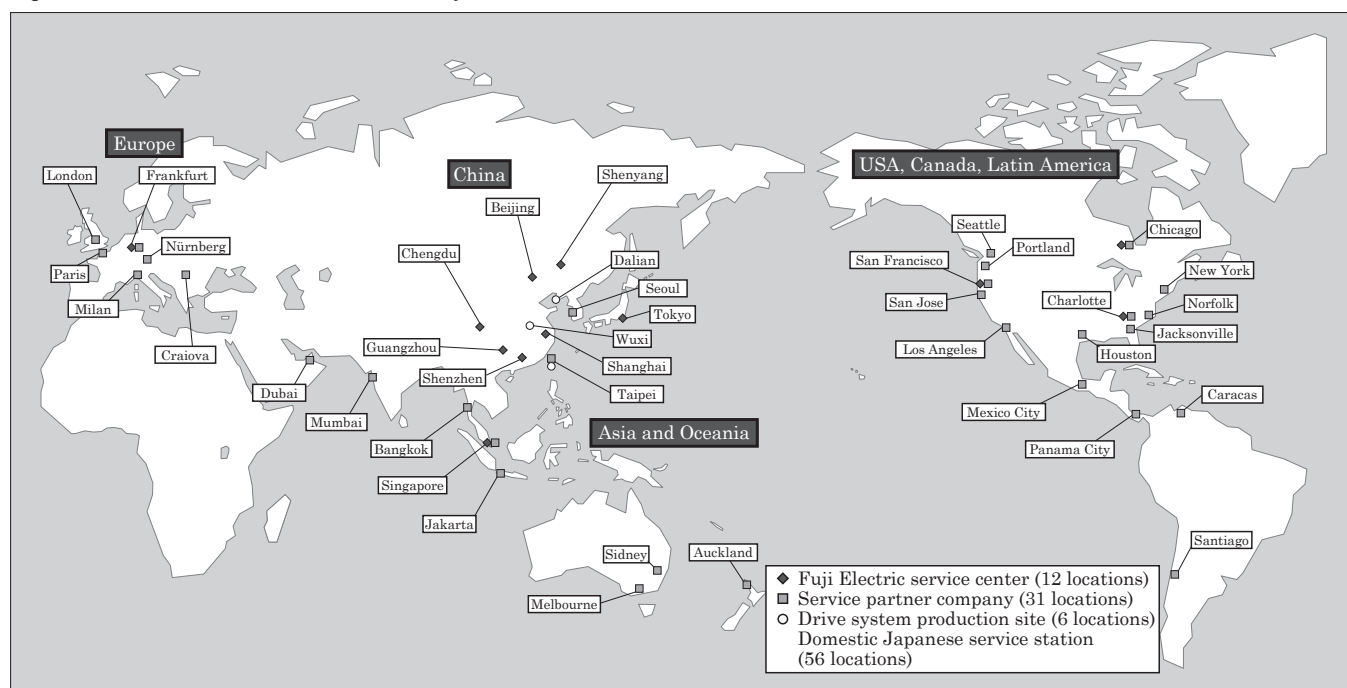 Europe
London
Frankfurt
Paris
Nürnberg
Milan
Craiova
China
Shenyang
Beijing
Chengdu
Dalian
Seoul
Tokyo
Wuxi
Guangzhou
Shanghai
Shenzhen
Taipei
Dubai
Mumbai
Bangkok
Singapore
Jakarta
Asia and Oceania
Sidney
Melbourne
Auckland
USA, Canada, Latin America
Seattle
Portland
Chicago
San Francisco
New York
San Jose
Charlotte
Norfolk
Jacksonville
Los Angeles
Houston
Mexico City
Caracas
Panama City
Santiago
Fuji Electric service center (12 locations)
Service partner company (31 locations)
Drive system production site (6 locations)
Domestic Japanese service station
(56 locations)